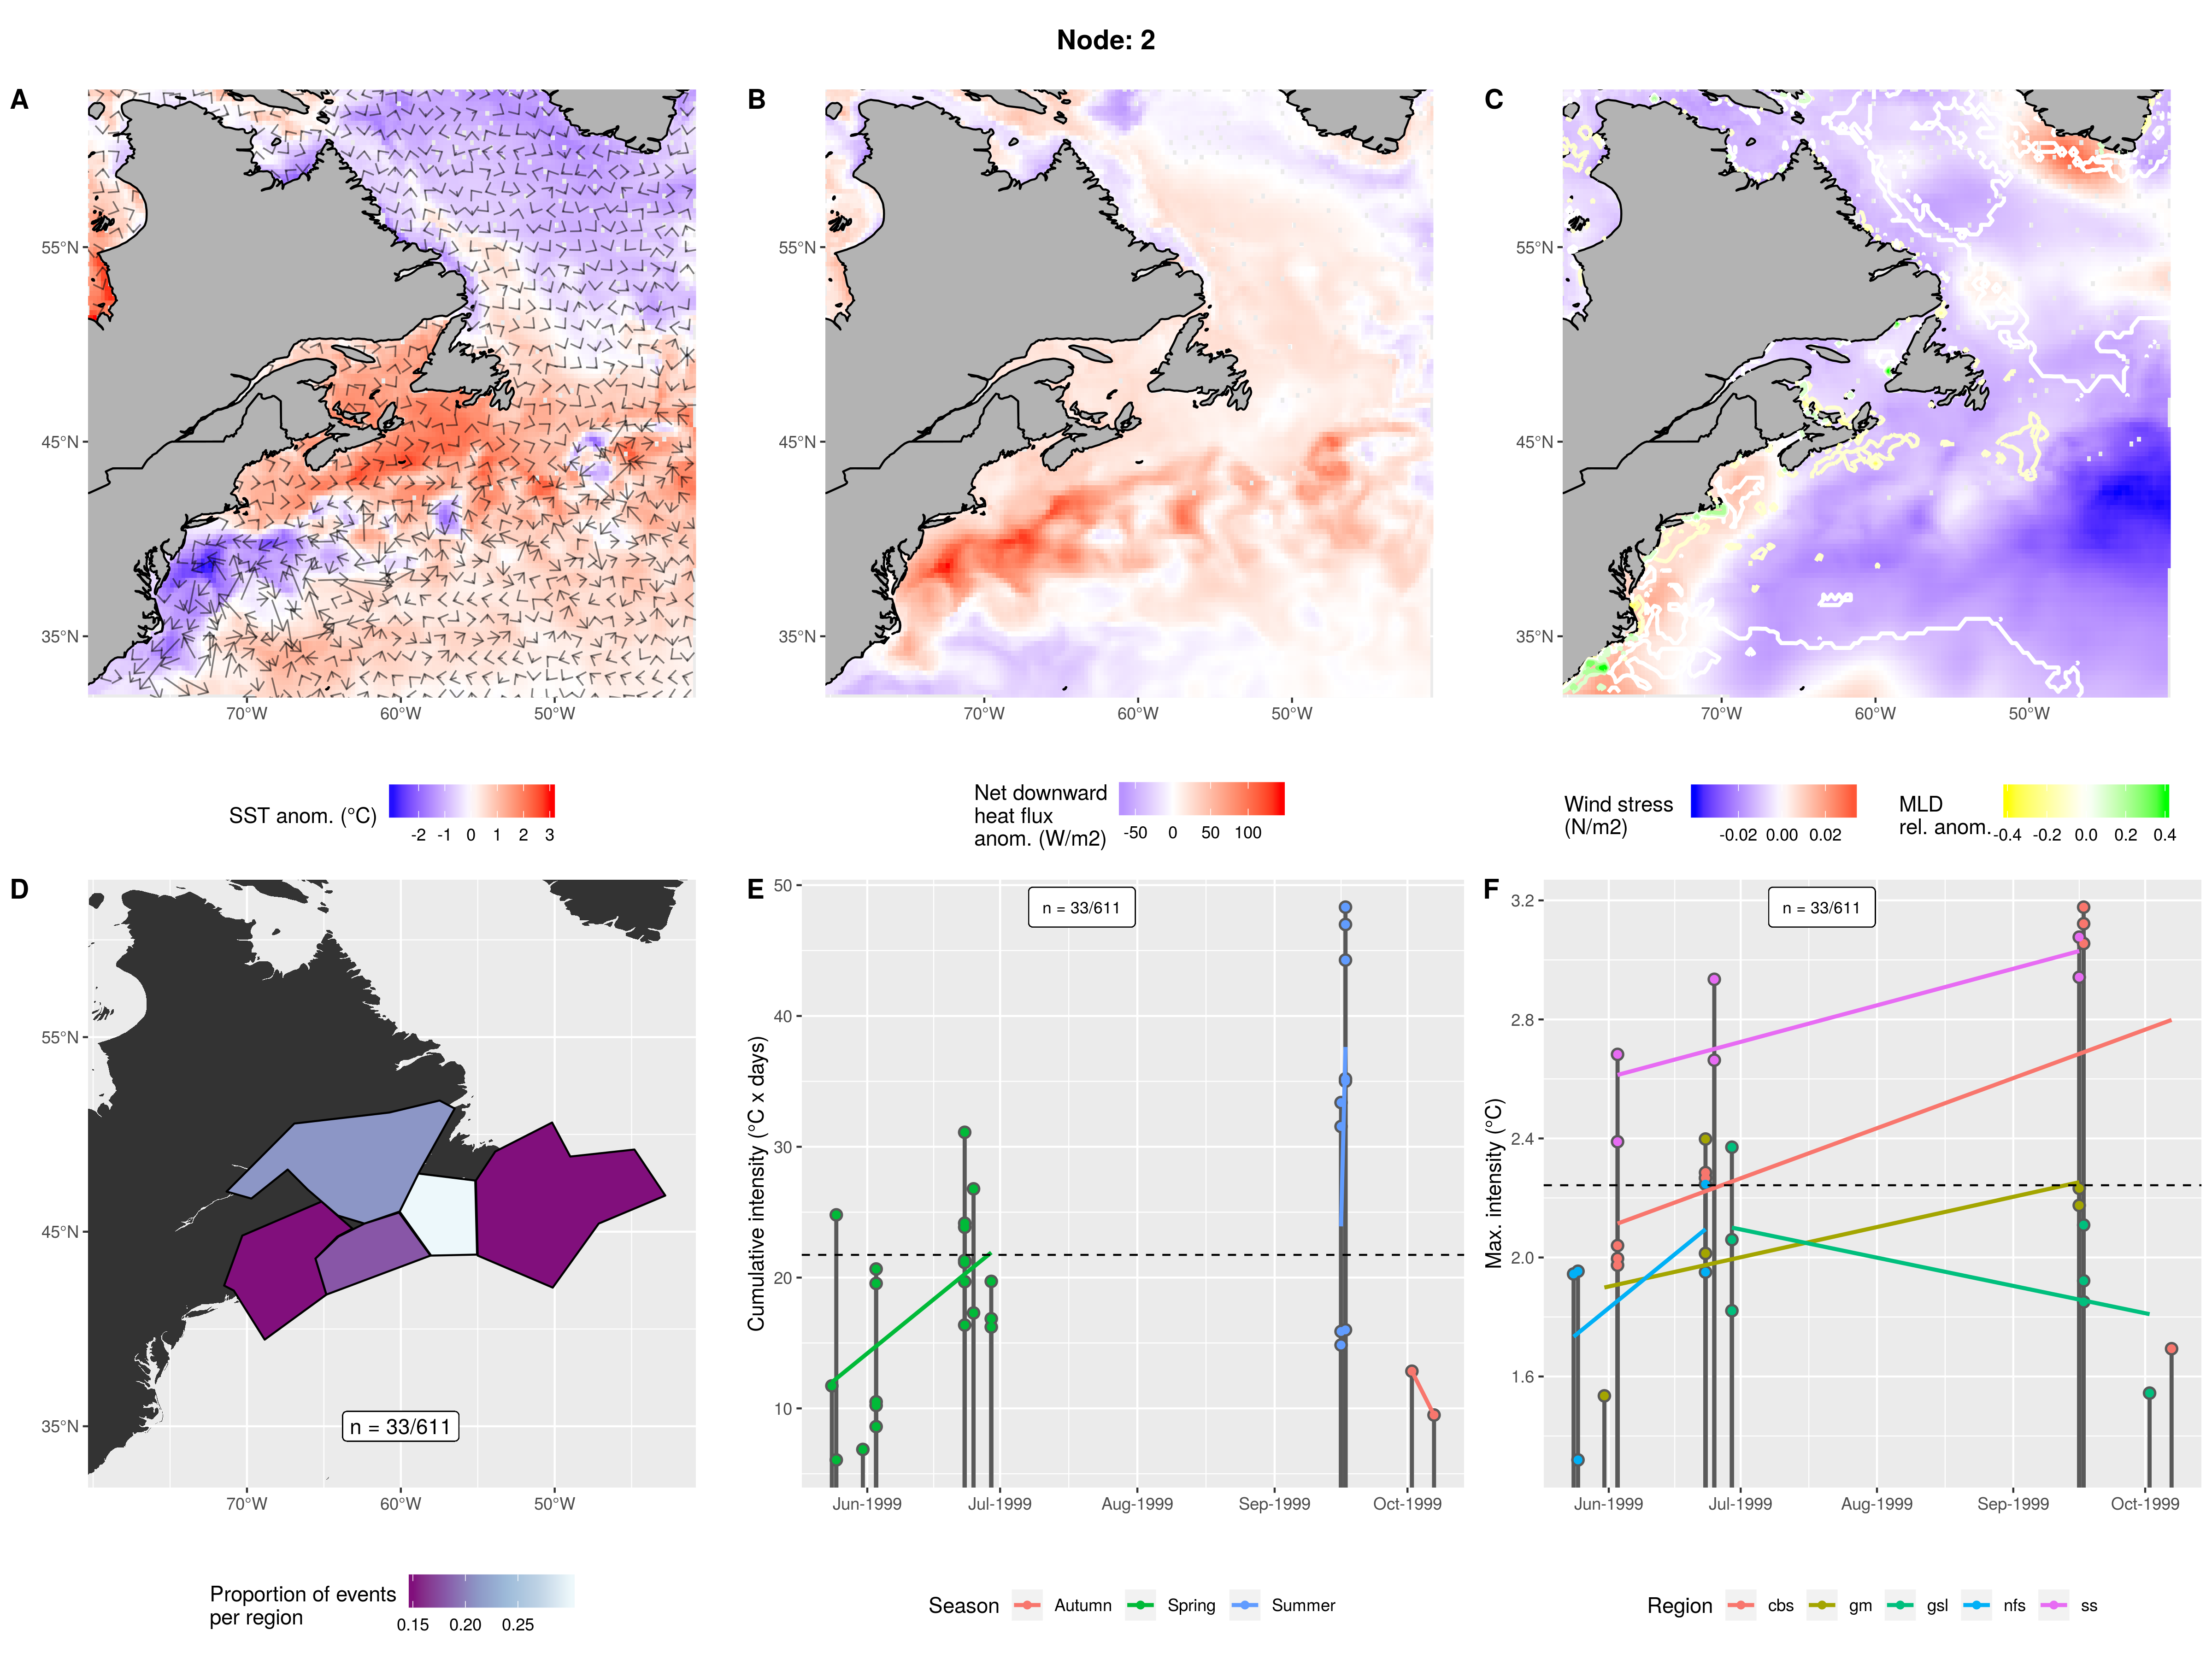 Node: 2
A
55°N
45°N
35°N
70°W
60°W
50°W
SST anom. (°C)
-2
-1
0
1
2
3
B
55°N
45°N
35°N
70°W
60°W
50°W
Net downward
heat flux
anom. (W/m2)
-50
0
50
100
C
55°N
45°N
35°N
70°W
60°W
50°W
Wind stress
(N/m2)
-0.02
0.00
0.02
MLD
rel. anom.
-0.4
-0.2
0.0
0.2
0.4
D
55°N
45°N
35°N
70°W
60°W
50°W
n = 33/611
Proportion of events
per region
0.15
0.20
0.25
E
Cumulative intensity (°C x days)
50
40
30
20
10
n = 33/611
Jun-1999
Jul-1999
Aug-1999
Sep-1999
Oct-1999
Season
Autumn
Spring
Summer
F
Max. intensity (°C)
3.2
2.8
2.4
2.0
1.6
n = 33/611
Jun-1999
Jul-1999
Aug-1999
Sep-1999
Oct-1999
Region
cbs
gm
gsl
nfs
ss